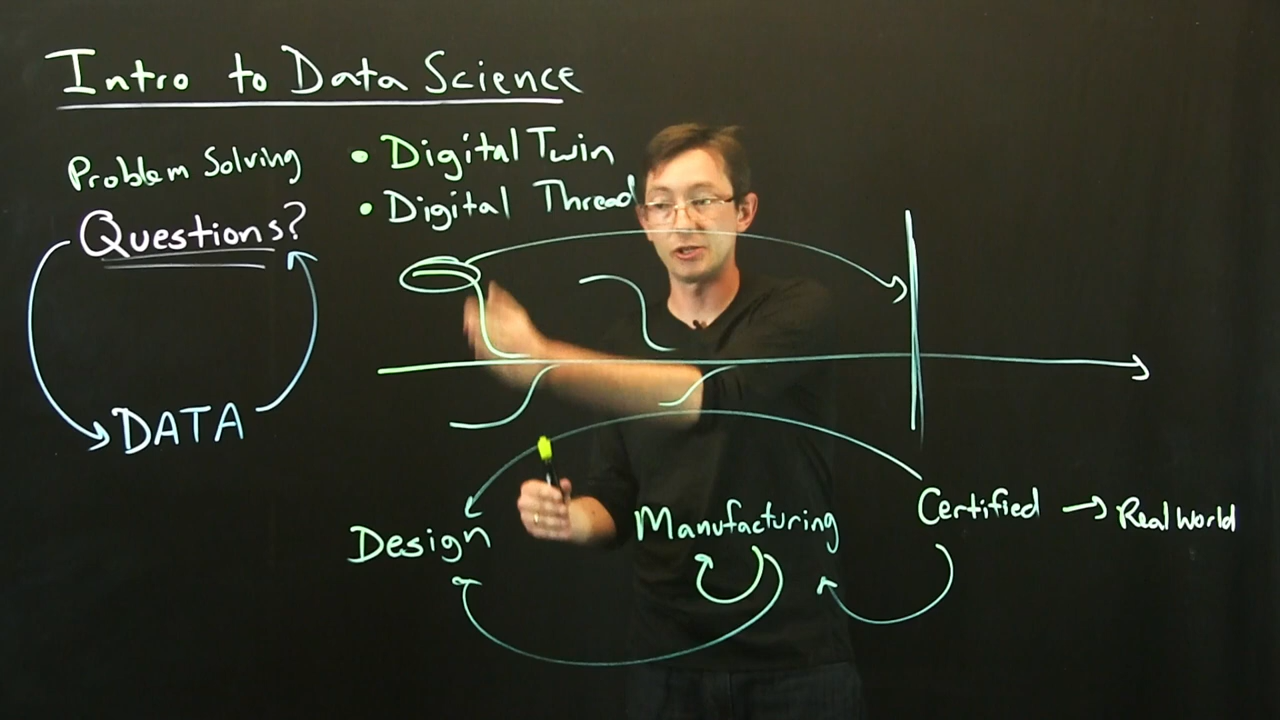 Intro to Data Science
Problem Solving
Questions?
DATA
• Digital Twin
• Digital Thread
Design
Manufacturing
Certified → Real World